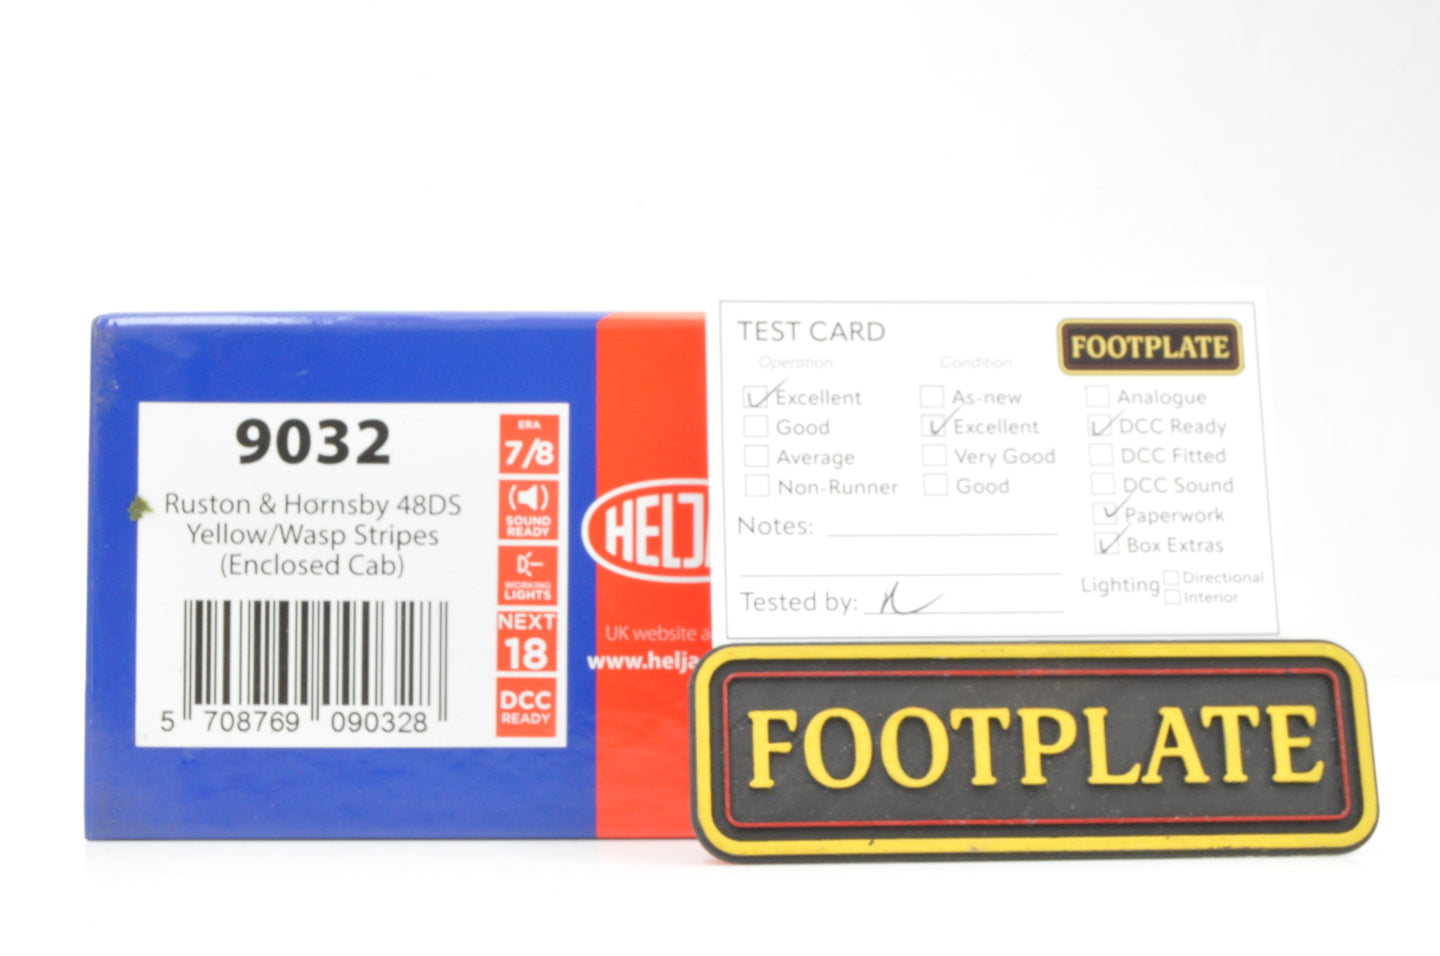 9032
Ruston & Hornsby 48DS
Yellow/Wasp Stripes
(Enclosed Cab)
5 708769 090328
ERA
7/8
SOUND
READY
WORKING
LIGHTS
NEXT
18
DCC
READY
HELJ
UK website
www.helja
TEST CARD
FOOTPLATE
Operation
Condition
Excellent
Good
Average
Non-Runner
As-new
Excellent
Very Good
Good
Analogue
DCC Ready
DCC Fitted
DCC Sound
Paperwork
Box Extras
Notes:
Tested by:
Lighting
Directional
Interior
FOOTPLATE